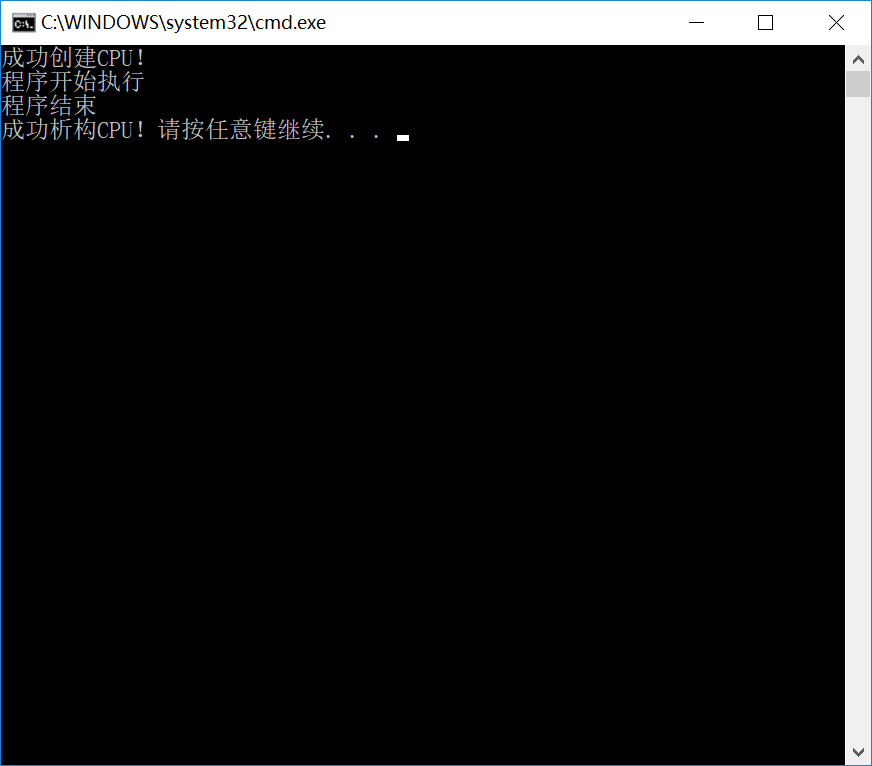 C:\WINDOWS\system32\cmd.exe
成功创建CPU!
程序开始执行
程序结束
成功析构CPU! 请按任意键继续. . .